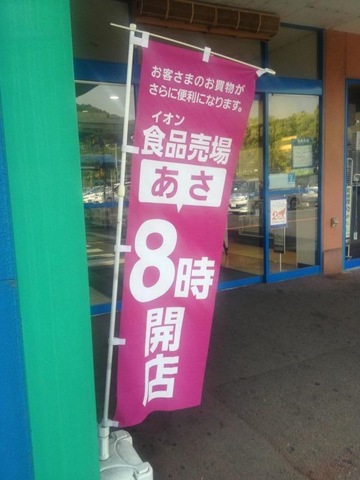 お客さまのお買物が
さらに便利になります。
イオン
食品売場
あさ
8時
開店